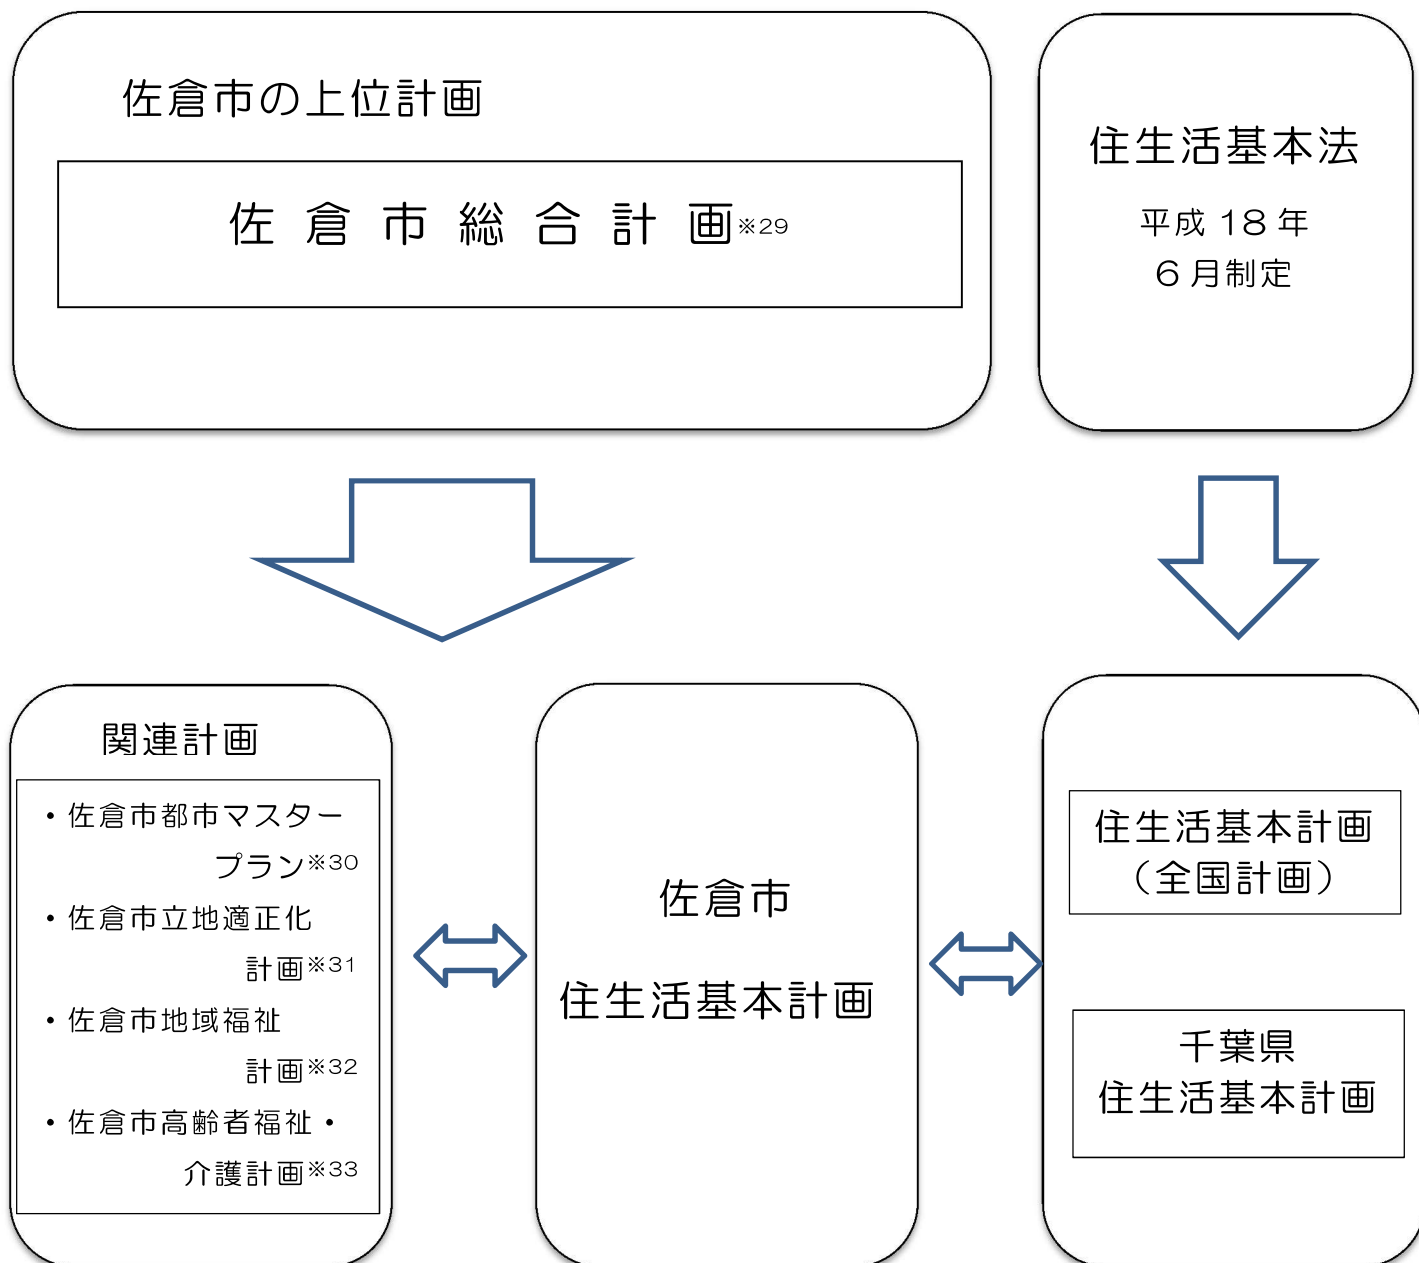 佐倉市の上位計画
佐倉市総合計画※29
住生活基本法
平成 18 年
6 月制定
関連計画
・佐倉市都市マスター
プラン※30
・佐倉市立地適正化
計画※31
・佐倉市地域福祉
計画※32
・佐倉市高齢者福祉・
介護計画※33
佐倉市
住生活基本計画
住生活基本計画
（全国計画）
千葉県
住生活基本計画